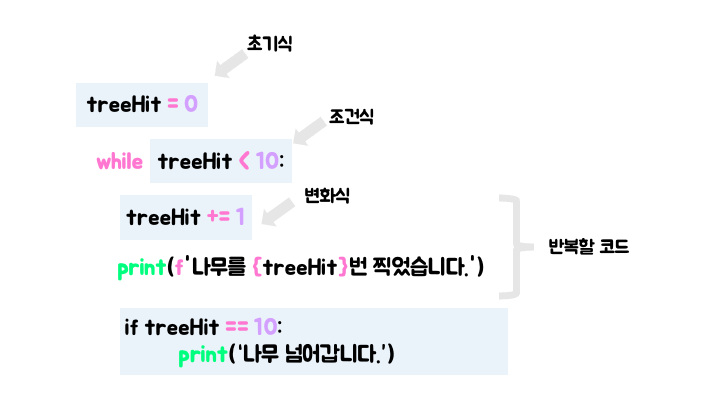 초기식
treeHit = 0
조건식
while treeHit < 10:
변화식
treeHit += 1
반복할 코드
print(f'나무를 {treeHit}번 찍었습니다.')
if treeHit == 10:
print('나무 넘어갑니다.')